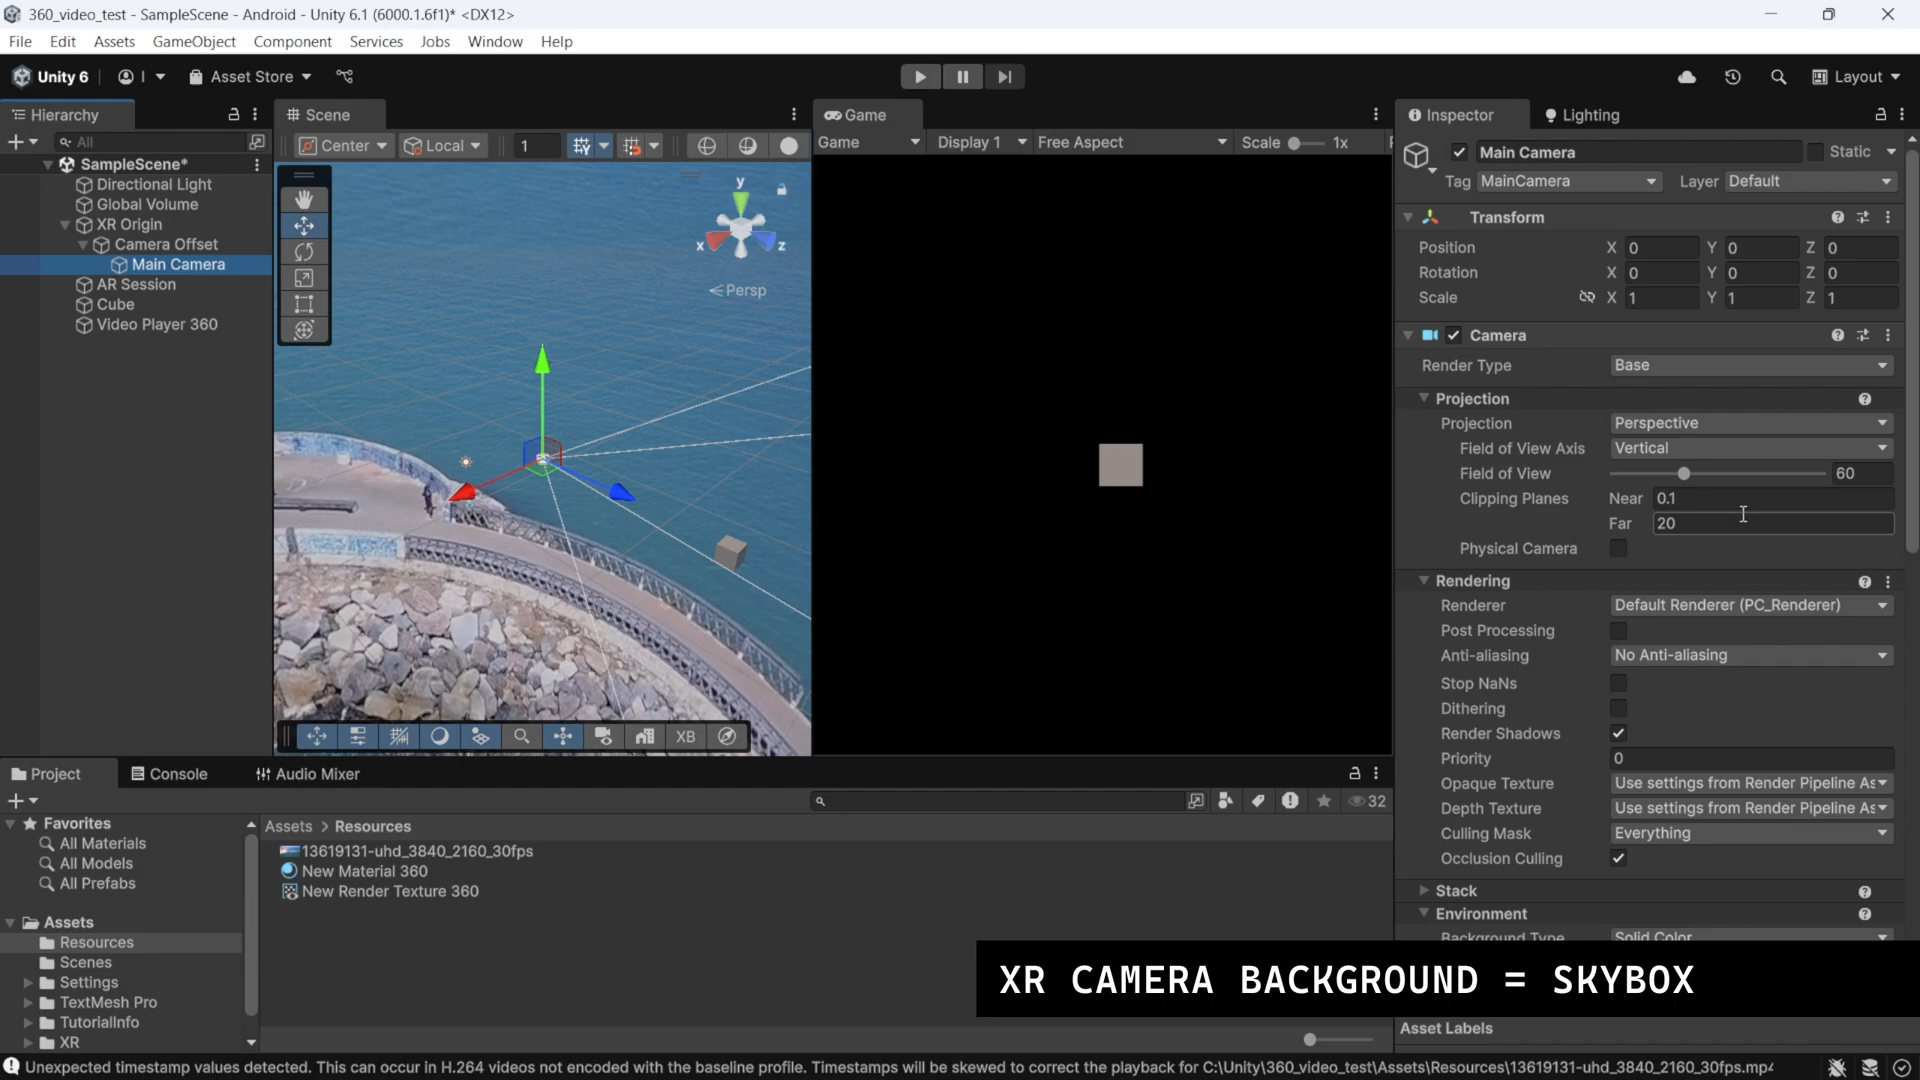 360_video_test - SampleScene - Android - Unity 6.1 (6000.1.6f1)* <DX12>
File Edit Assets GameObject Component Services Jobs Window Help
Unity 6 I Asset Store Layout
Hierarchy
All
SampleScene*
Directional Light
Global Volume
XR Origin
Camera Offset
Main Camera
AR Session
Cube
Video Player 360
Scene
Center Local 1
y
x z
Persp
XB
Game
Game Display 1 Free Aspect Scale 1x
Inspector Lighting
Main Camera Static
Tag MainCamera Layer Default
Transform
Position X 0 Y 0 Z 0
Rotation X 0 Y 0 Z 0
Scale X 1 Y 1 Z 1
Camera
Render Type Base
Projection
Projection Perspective
Field of View Axis Vertical
Field of View 60
Clipping Planes Near 0.1
Far 20
Physical Camera
Rendering
Renderer Default Renderer (PC_Renderer)
Post Processing
Anti-aliasing No Anti-aliasing
Stop NaNs
Dithering
Render Shadows
Priority 0
Opaque Texture Use settings from Render Pipeline As
Depth Texture Use settings from Render Pipeline As
Culling Mask Everything
Occlusion Culling
Stack
Environment
Background Type Solid Color
XR CAMERA BACKGROUND = SKYBOX
Asset Labels
Project Console Audio Mixer
32
Favorites
All Materials
All Models
All Prefabs
Assets
Resources
Scenes
Settings
TextMesh Pro
TutorialInfo
XR
Assets > Resources
13619131-uhd_3840_2160_30fps
New Material 360
New Render Texture 360
Unexpected timestamp values detected. This can occur in H.264 videos not encoded with the baseline profile. Timestamps will be skewed to correct the playback for C:\Unity\360_video_test\Assets\Resources\13619131-uhd_3840_2160_30fps.mp4